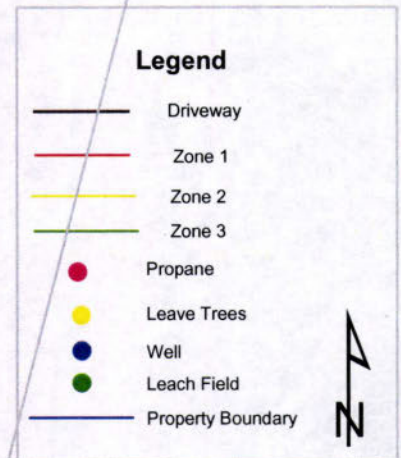 Legend
Driveway
Zone 1
Zone 2
Zone 3
Propane
Leave Trees
Well
Leach Field
Property Boundary
N